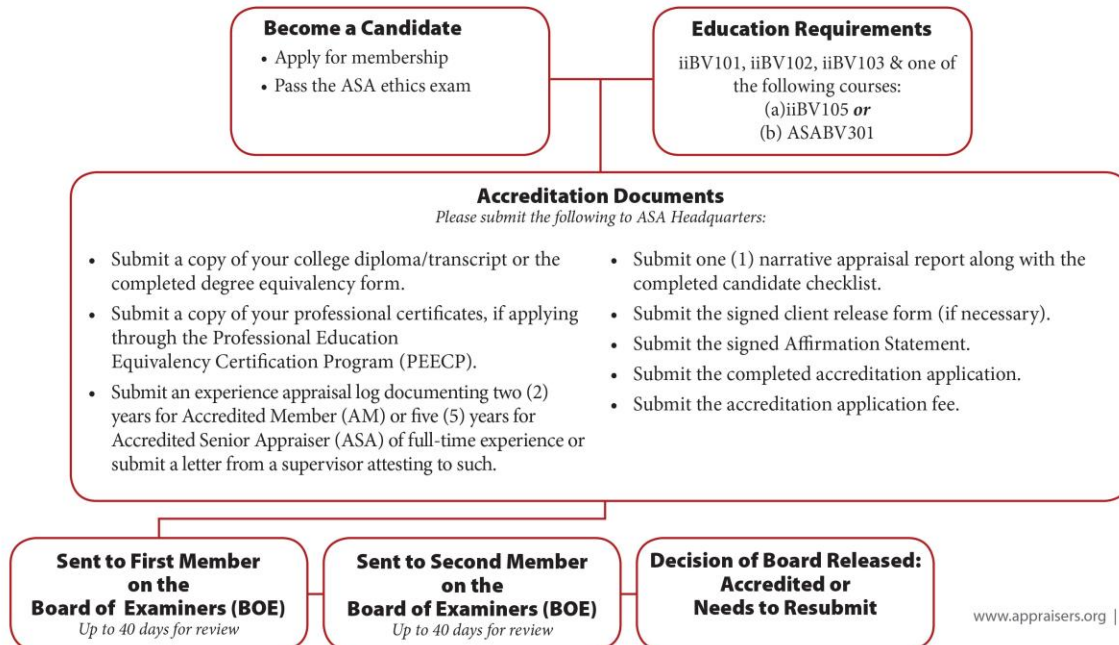 Become a Candidate
• Apply for membership
• Pass the ASA ethics exam
Education Requirements
iiBV101, iiBV102, iiBV103 & one of
the following courses:
(a)iiBV105 or
(b) ASABV301
Accreditation Documents
Please submit the following to ASA Headquarters:
• Submit a copy of your college diploma/transcript or the
completed degree equivalency form.
• Submit a copy of your professional certificates, if applying
through the Professional Education
Equivalency Certification Program (PEECP).
• Submit an experience appraisal log documenting two (2)
years for Accredited Member (AM) or five (5) years for
Accredited Senior Appraiser (ASA) of full-time experience or
submit a letter from a supervisor attesting to such.
• Submit one (1) narrative appraisal report along with the
completed candidate checklist.
• Submit the signed client release form (if necessary).
• Submit the signed Affirmation Statement.
• Submit the completed accreditation application.
• Submit the accreditation application fee.
Sent to First Member
on the
Board of Examiners (BOE)
Up to 40 days for review
Sent to Second Member
on the
Board of Examiners (BOE)
Up to 40 days for review
Decision of Board Released:
Accredited or
Needs to Resubmit
www.appraisers.org |